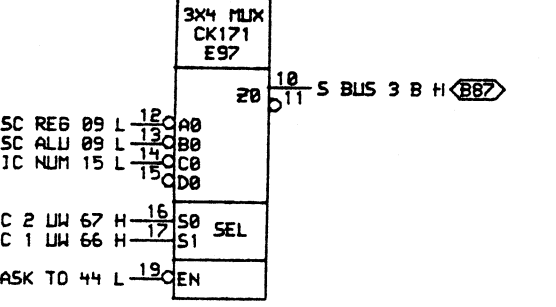 3X4 MUX
CK171
E97
Z0 10 S BUS 3 B H B87
11
SC REG 09 L 12 A0
SC ALU 09 L 13 B0
IC NUM 15 L 14 C0
15 D0
C 2 UW 67 H 16 S0
SEL
C 1 UW 66 H 17 S1
ASK TO 44 L 19 EN